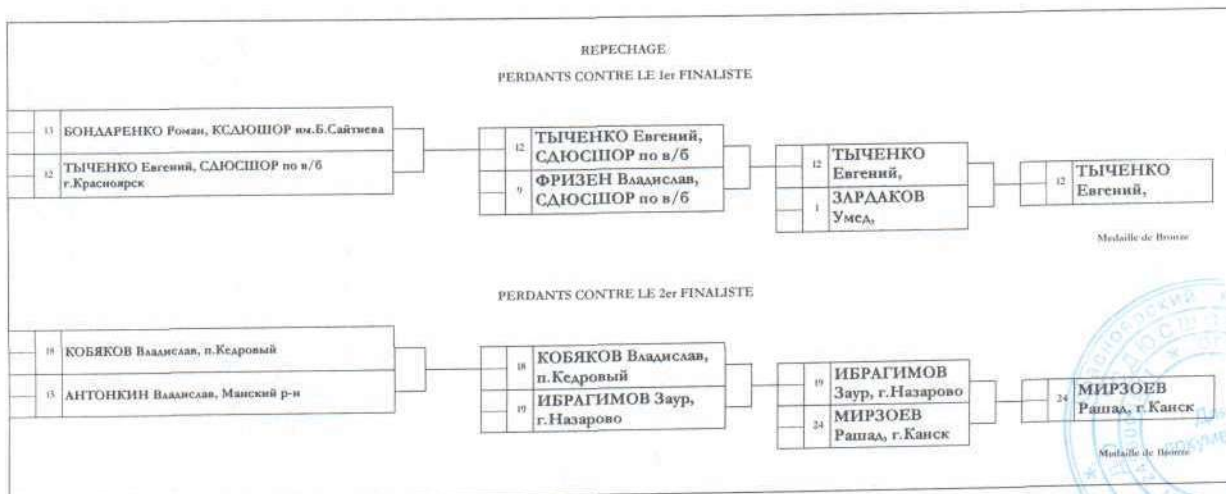 REPECHAGE
PERDANTS CONTRE LE 1er FINALISTE
13 БОНДАРЕНКО Роман, КСДЮШОР им.Б.Сайтиева
12 ТЫЧЕНКО Евгений, СДЮСШОР по в/б
г.Красноярск
12 ТЫЧЕНКО Евгений,
СДЮСШОР по в/б
9 ФРИЗЕН Владислав,
СДЮСШОР по в/б
12 ТЫЧЕНКО
Евгений,
1 ЗАРДАКОВ
Умед,
12 ТЫЧЕНКО
Евгений,
Medaille de Bronze
PERDANTS CONTRE LE 2er FINALISTE
18 КОБЯКОВ Владислав, п.Кедровый
15 АНТОНКИН Владислав, Манский р-н
18 КОБЯКОВ Владислав,
п.Кедровый
19 ИБРАГИМОВ Заур,
г.Назарово
19 ИБРАГИМОВ
Заур, г.Назарово
24 МИРЗОЕВ
Рашад, г.Канск
24 МИРЗОЕВ
Рашад, г.Канск
Medaille de Bronze